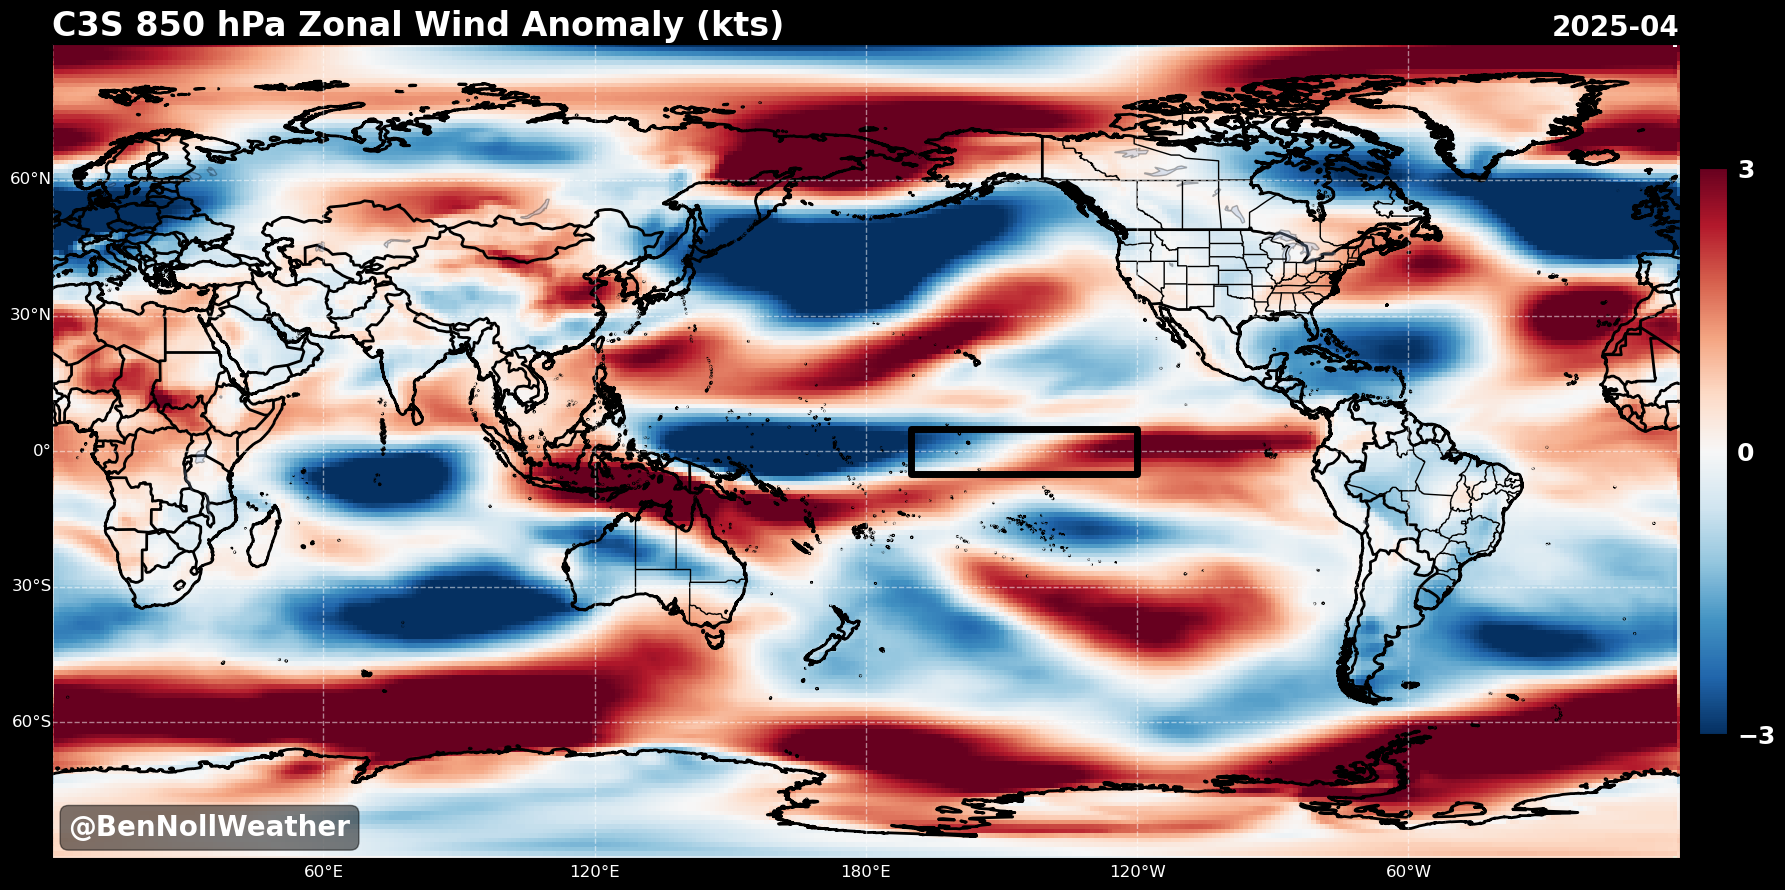 C3S 850 hPa Zonal Wind Anomaly (kts)
2025-04
60°N
30°N
0°
30°S
60°S
60°E
120°E
180°E
120°W
60°W
3
0
−3
@BenNollWeather